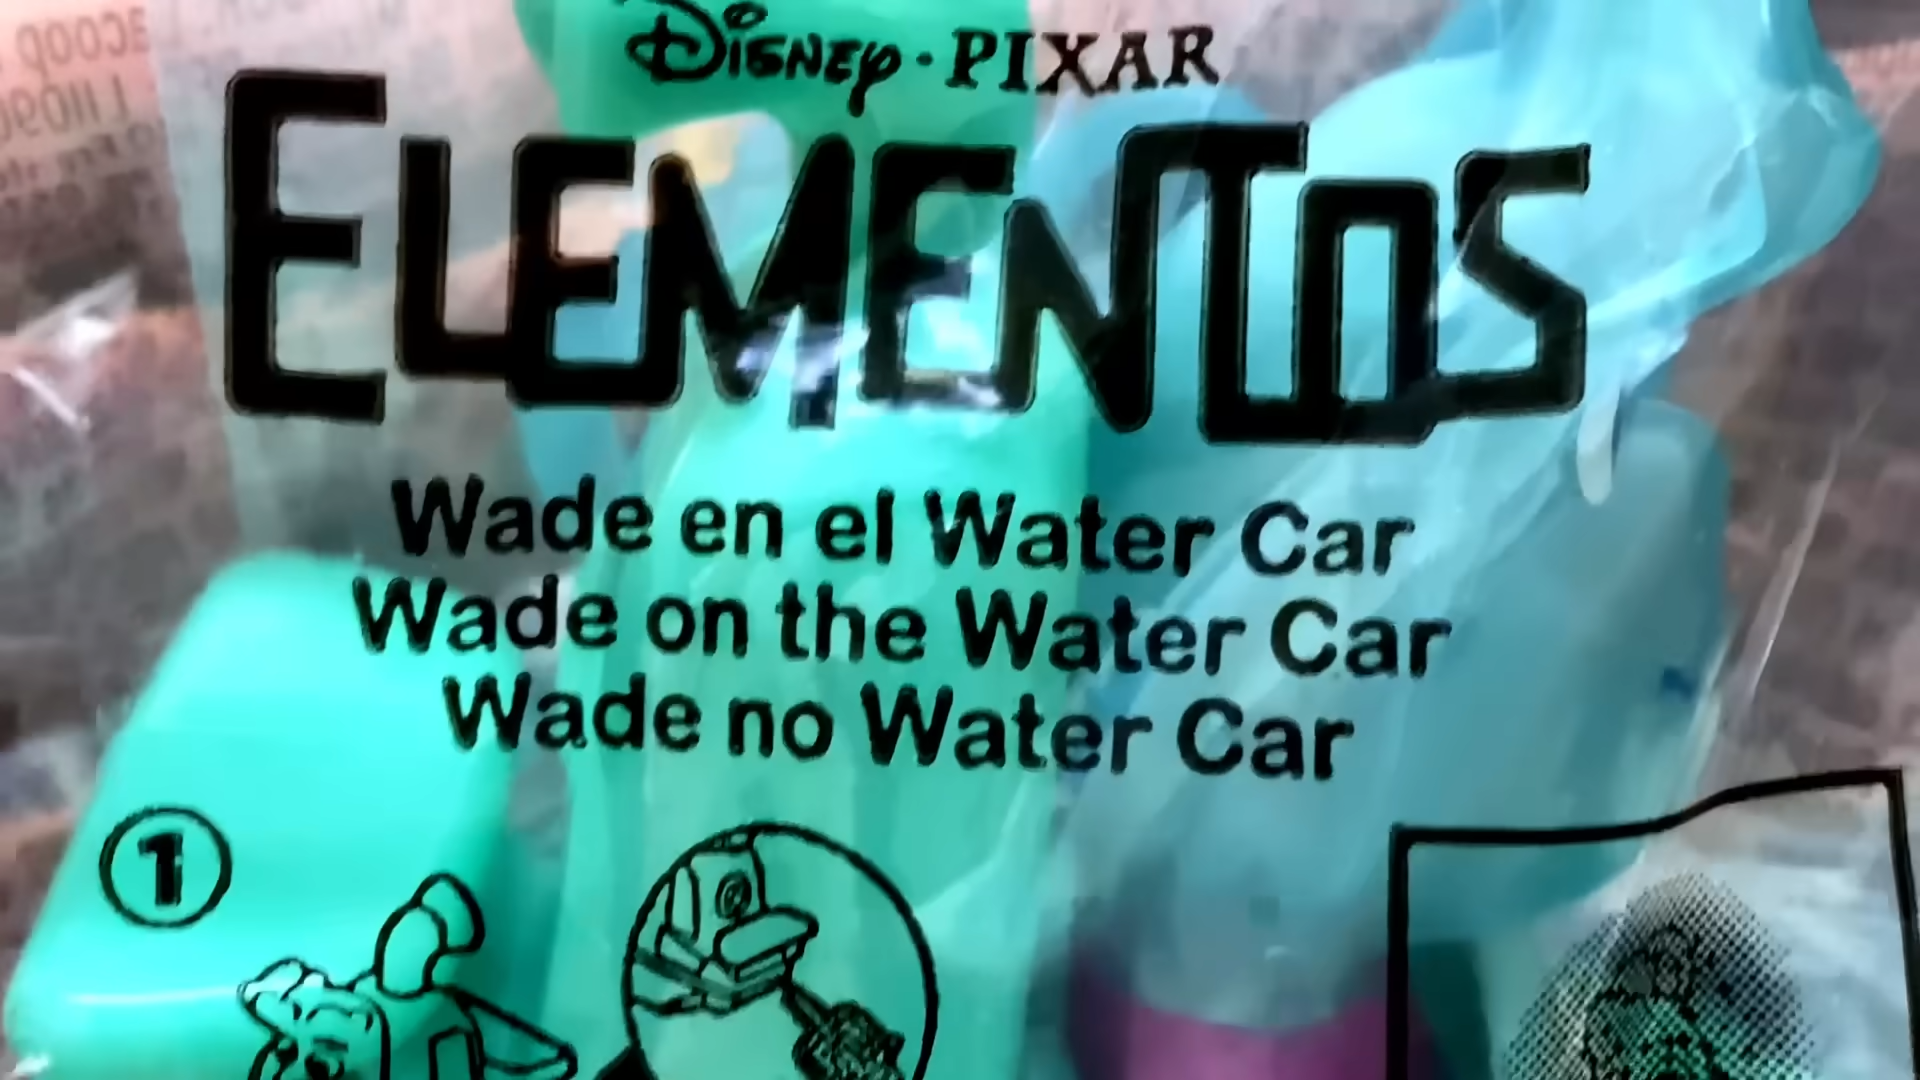 Disney · PIXAR
ELEMENTOS
Wade en el Water Car
Wade on the Water Car
Wade no Water Car
1